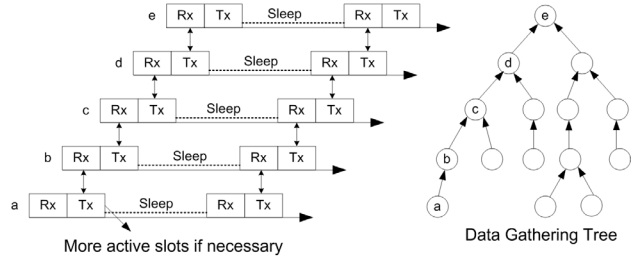 e Rx Tx Sleep Rx Tx
d Rx Tx Sleep Rx Tx
c Rx Tx Sleep Rx Tx
b Rx Tx Sleep Rx Tx
a Rx Tx Sleep Rx Tx
More active slots if necessary
e
d
c
b
a
Data Gathering Tree